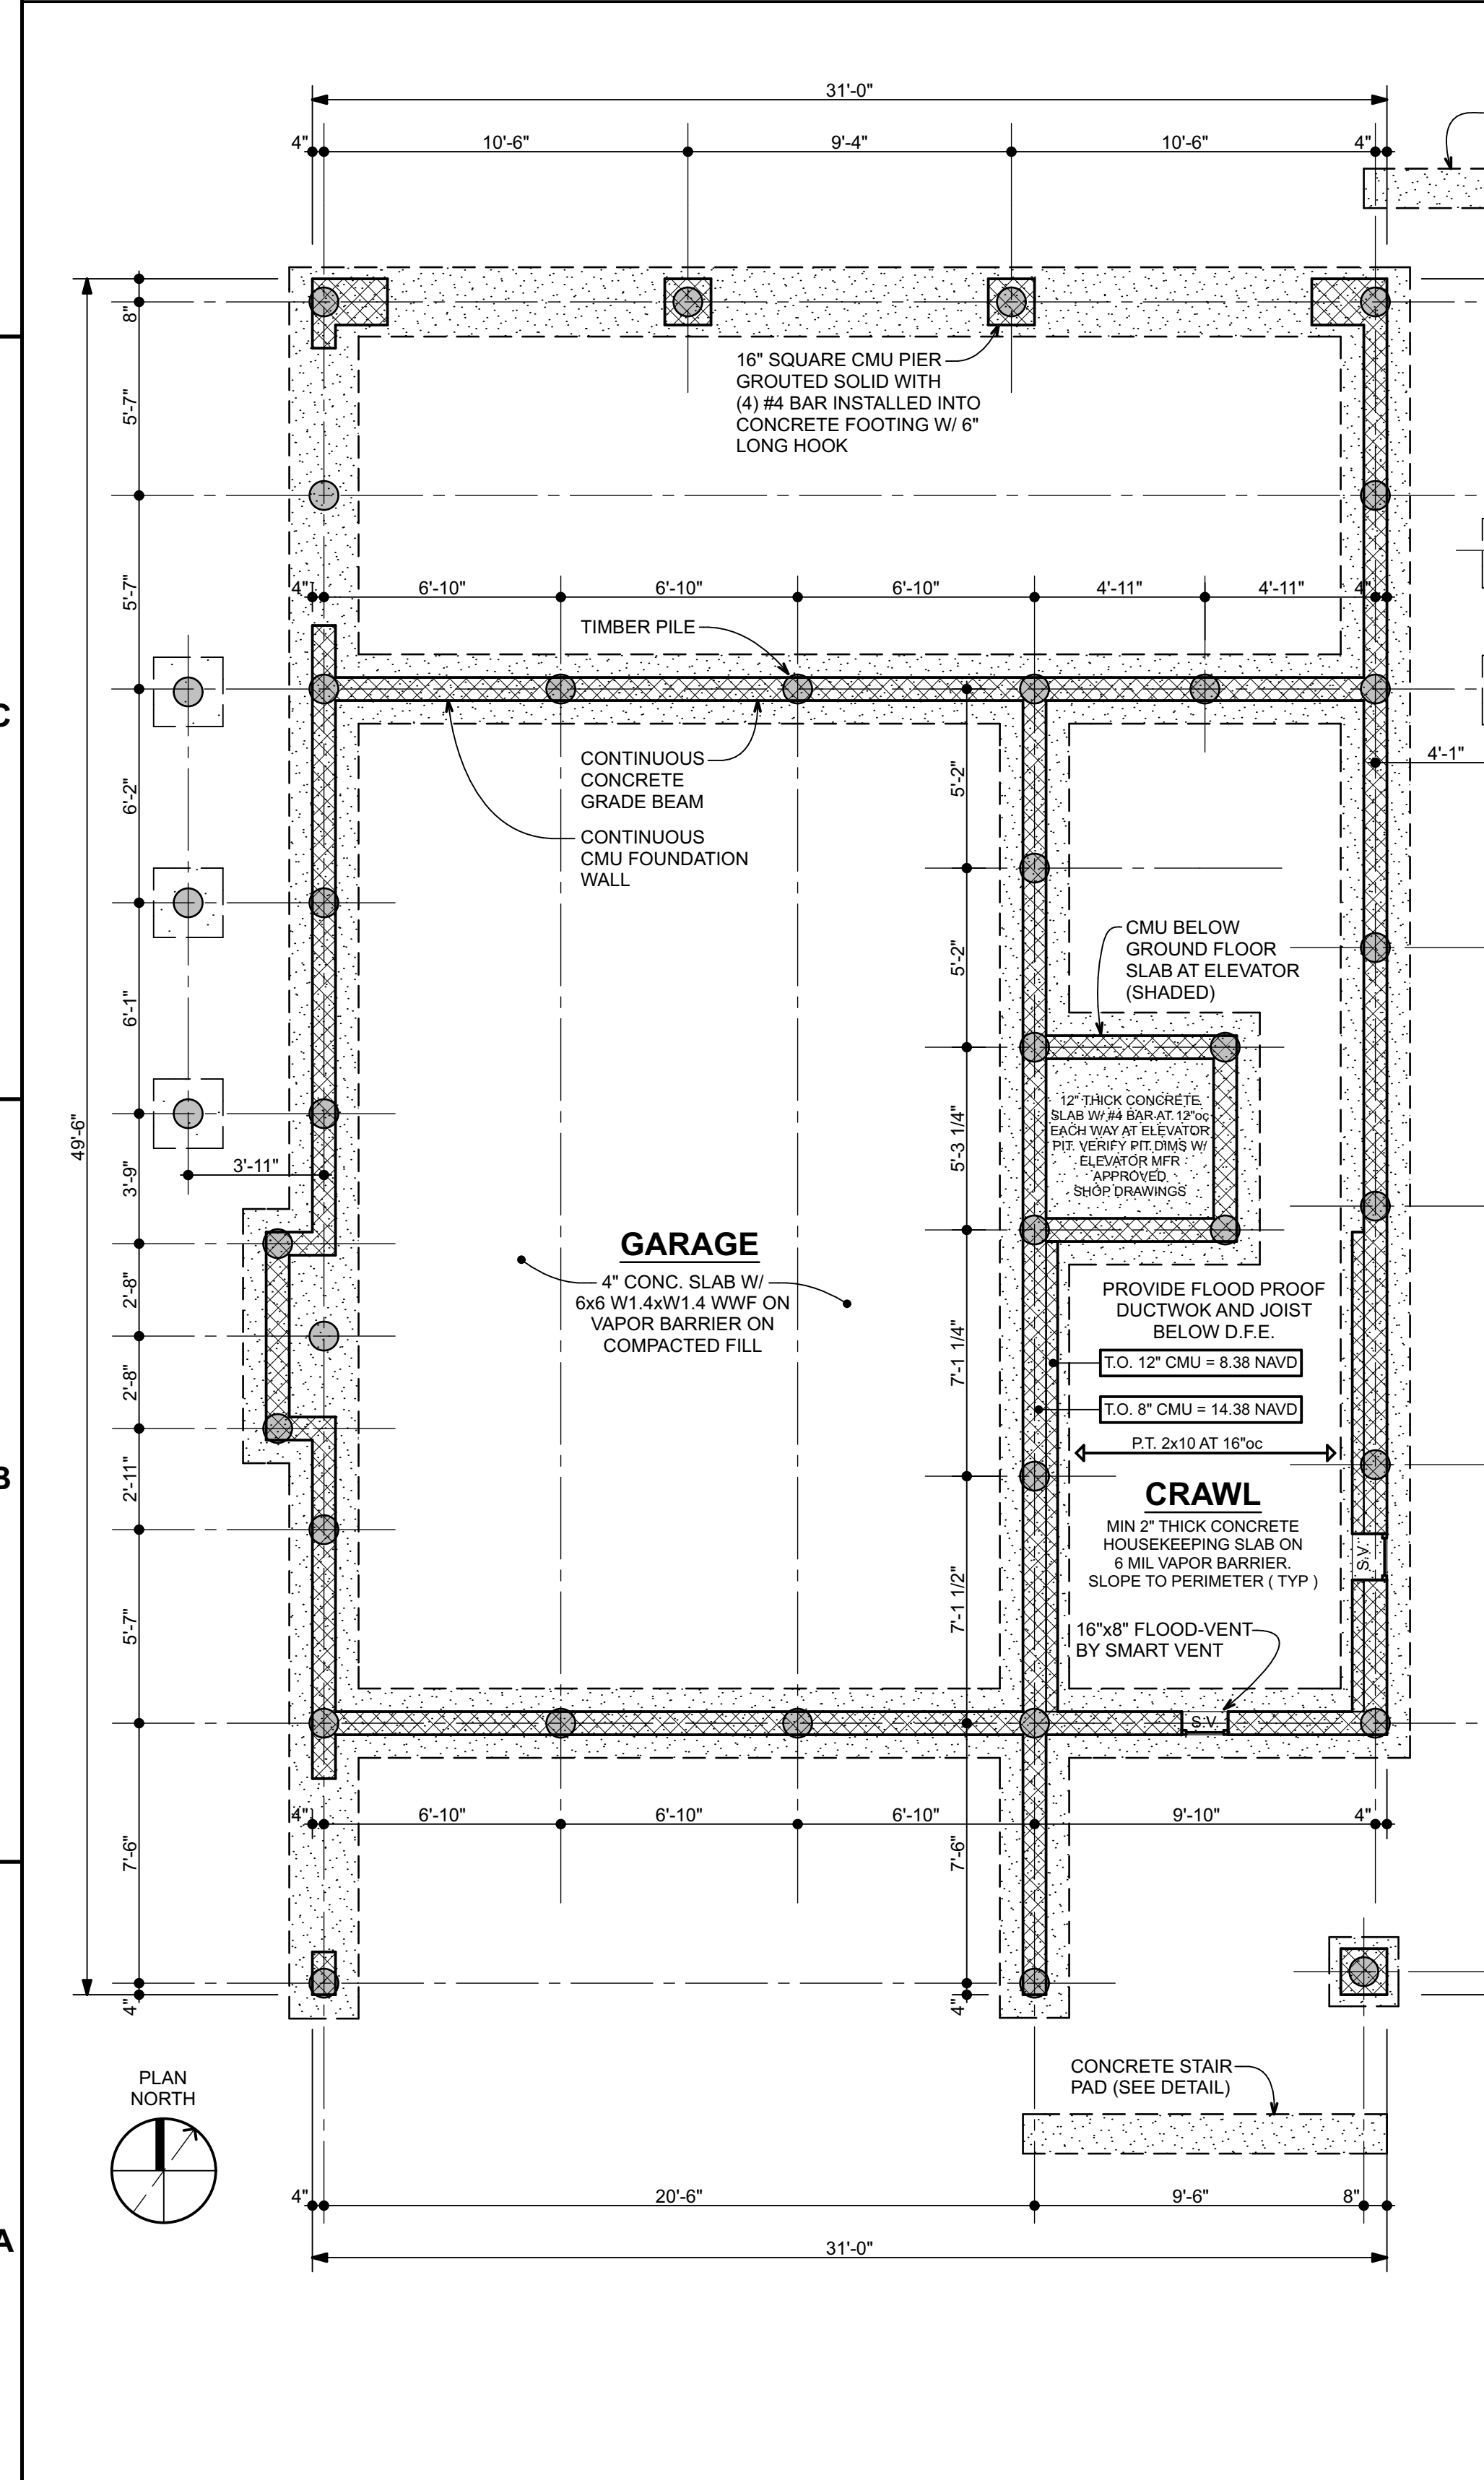 31'-0"
4" 10'-6" 9'-4" 10'-6" 4"
8"
5'-7"
16" SQUARE CMU PIER
GROUTED SOLID WITH
(4) #4 BAR INSTALLED INTO
CONCRETE FOOTING W/ 6"
LONG HOOK
5'-7"
4" 6'-10" 6'-10" 6'-10" 4'-11" 4'-11" 4"
TIMBER PILE
C
CONTINUOUS
CONCRETE
GRADE BEAM
CONTINUOUS
CMU FOUNDATION
WALL
4'-1"
6'-2"
5'-2"
CMU BELOW
GROUND FLOOR
SLAB AT ELEVATOR
(SHADED)
5'-2"
6'-1"
49'-6"
12" THICK CONCRETE
SLAB W/ #4 BAR AT 12"oc
EACH WAY AT ELEVATOR
PIT. VERIFY PIT DIMS W/
ELEVATOR MFR
APPROVED
SHOP DRAWINGS
5'-3 1/4"
3'-11"
3'-9"
GARAGE
4" CONC. SLAB W/
6x6 W1.4xW1.4 WWF ON
VAPOR BARRIER ON
COMPACTED FILL
2'-8"
2'-8"
PROVIDE FLOOD PROOF
DUCTWOK AND JOIST
BELOW D.F.E.
7'-1 1/4"
T.O. 12" CMU = 8.38 NAVD
T.O. 8" CMU = 14.38 NAVD
P.T. 2x10 AT 16"oc
B
2'-11"
CRAWL
MIN 2" THICK CONCRETE
HOUSEKEEPING SLAB ON
6 MIL VAPOR BARRIER.
SLOPE TO PERIMETER ( TYP )
S.V.
7'-1 1/2"
5'-7"
16"x8" FLOOD-VENT
BY SMART VENT
S.V.
4" 6'-10" 6'-10" 6'-10" 9'-10" 4"
7'-6"
7'-6"
4"
4"
PLAN
NORTH
CONCRETE STAIR
PAD (SEE DETAIL)
4" 20'-6" 9'-6" 8"
A
31'-0"